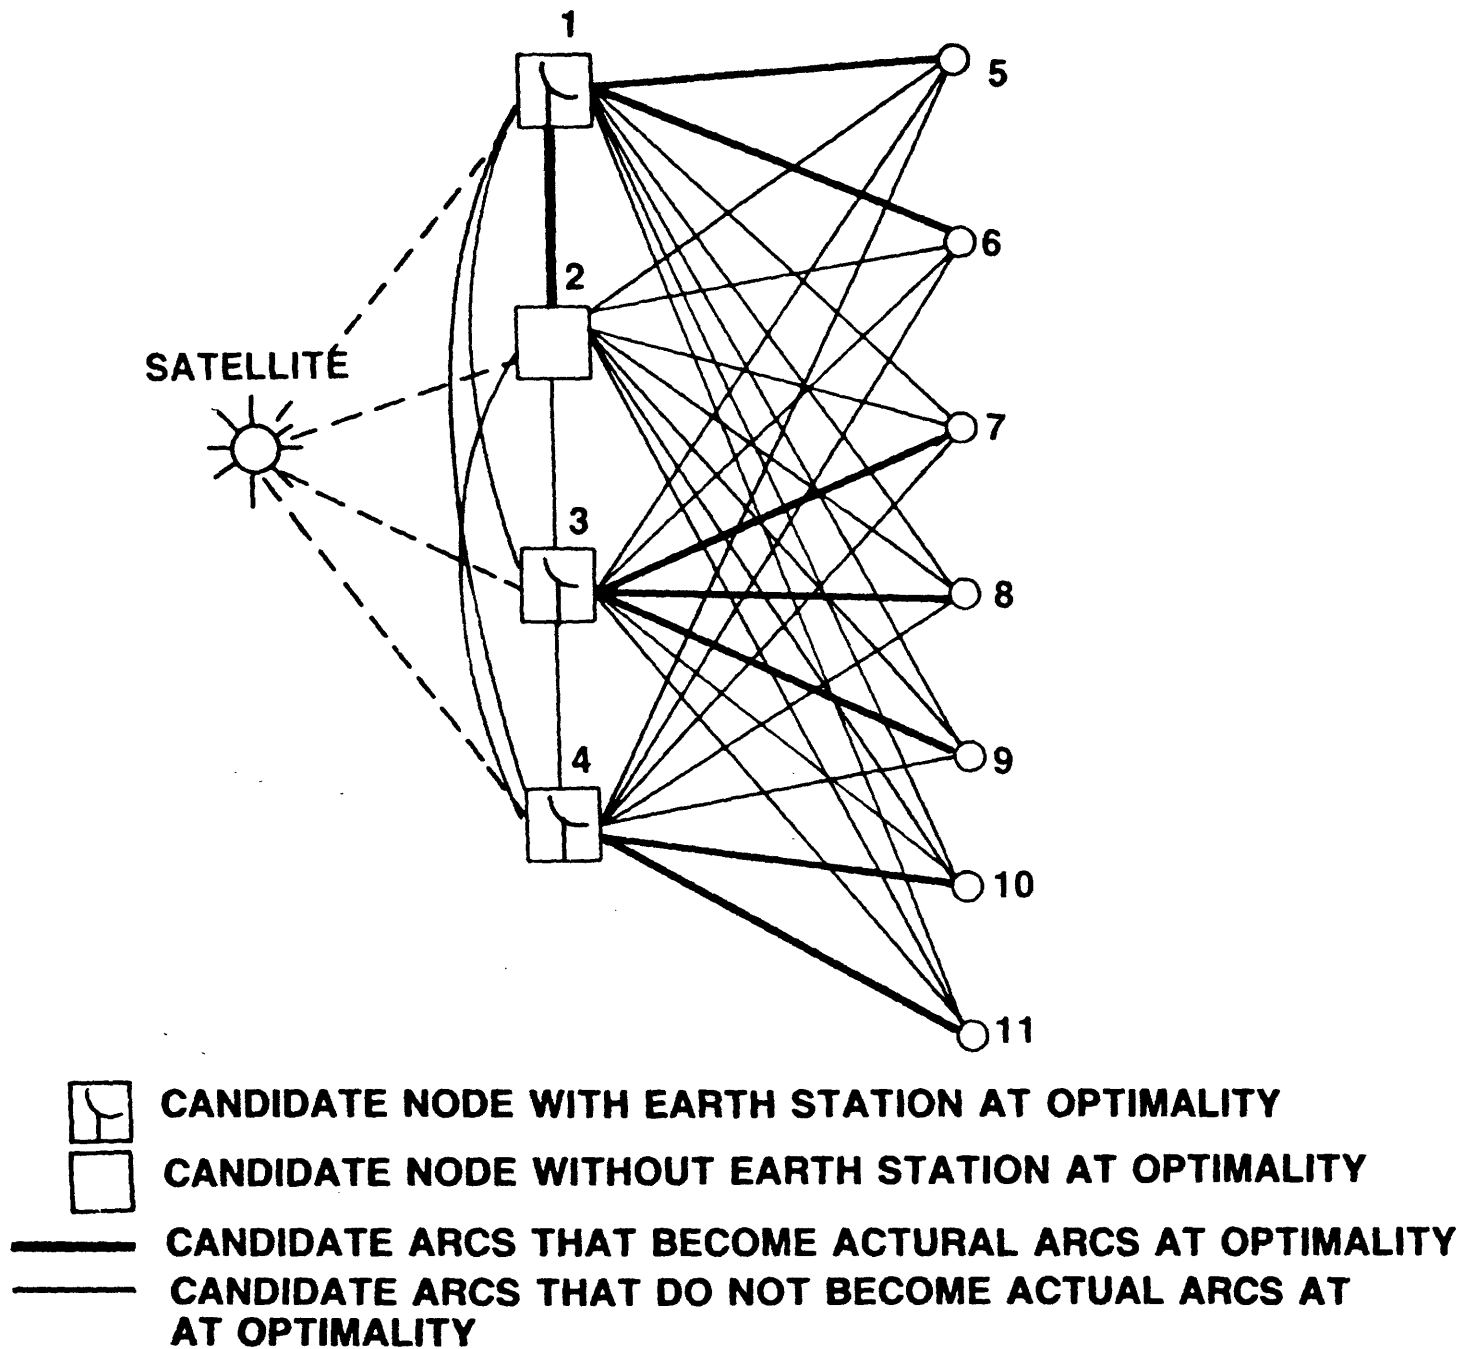 1
5
2
6
SATELLITE
7
3
8
4
9
10
11
CANDIDATE NODE WITH EARTH STATION AT OPTIMALITY
CANDIDATE NODE WITHOUT EARTH STATION AT OPTIMALITY
CANDIDATE ARCS THAT BECOME ACTURAL ARCS AT OPTIMALITY
CANDIDATE ARCS THAT DO NOT BECOME ACTUAL ARCS AT
AT OPTIMALITY